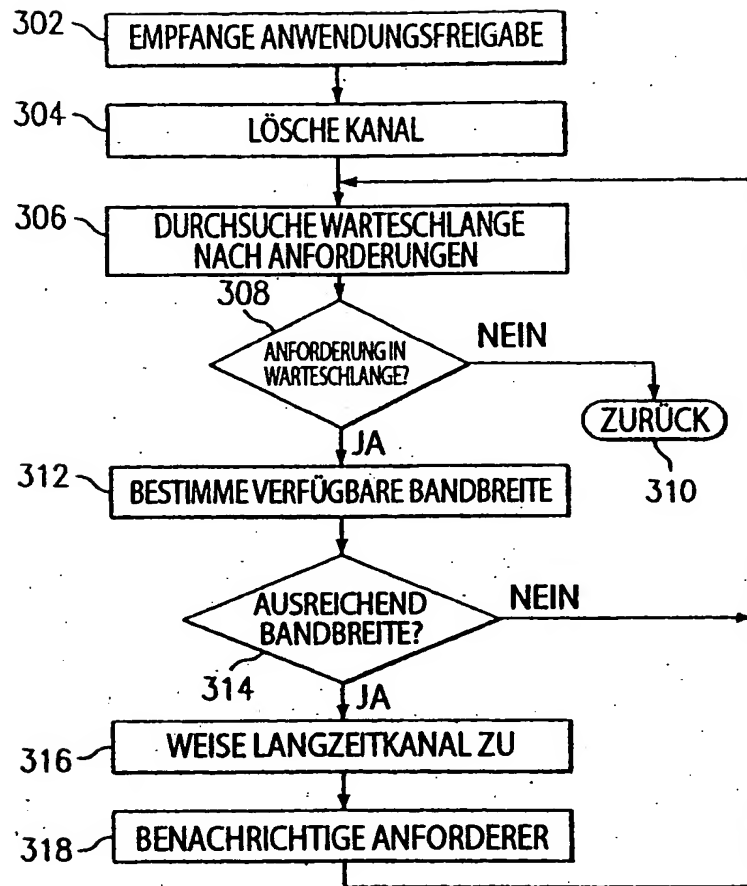 302
EMPFANGE ANWENDUNGSFREIGABE
304
LÖSCHE KANAL
306
DURCHSUCHE WARTESCHLANGE
NACH ANFORDERUNGEN
308
ANFORDERUNG IN
WARTESCHLANGE?
NEIN
ZURÜCK
310
JA
312
BESTIMME VERFÜGBARE BANDBREITE
AUSREICHEND
BANDBREITE?
NEIN
314
JA
316
WEISE LANGZEITKANAL ZU
318
BENACHRICHTIGE ANFORDERER